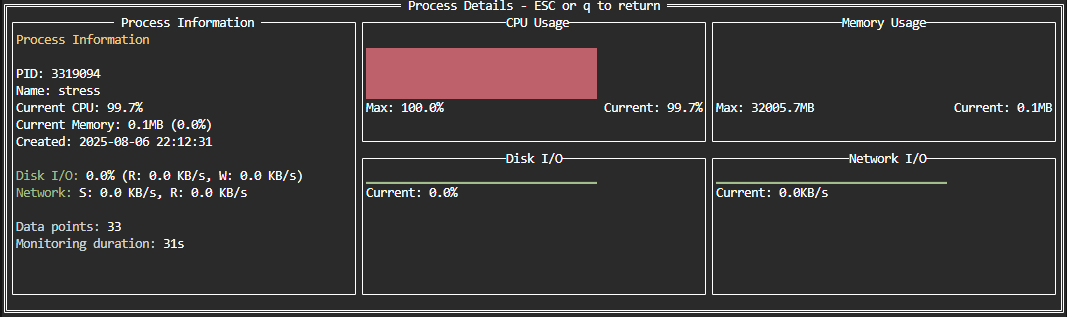 Process Details - ESC or q to return
Process Information
Process Information
PID: 3319094
Name: stress
Current CPU: 99.7%
Current Memory: 0.1MB (0.0%)
Created: 2025-08-06 22:12:31
Disk I/O: 0.0% (R: 0.0 KB/s, W: 0.0 KB/s)
Network: S: 0.0 KB/s, R: 0.0 KB/s
Data points: 33
Monitoring duration: 31s
CPU Usage
Max: 100.0% Current: 99.7%
Memory Usage
Max: 32005.7MB Current: 0.1MB
Disk I/O
Current: 0.0%
Network I/O
Current: 0.0KB/s